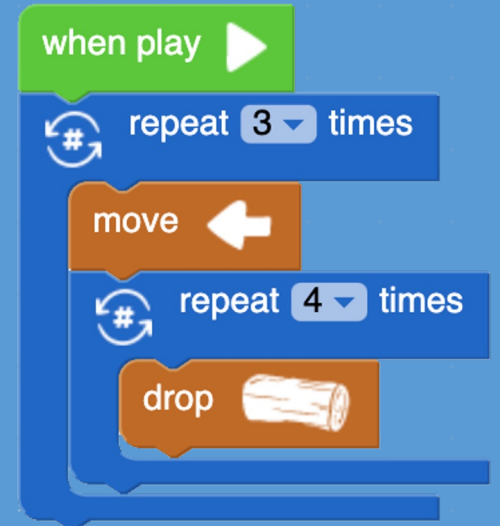 when play
# repeat 3 times
move
# repeat 4 times
drop